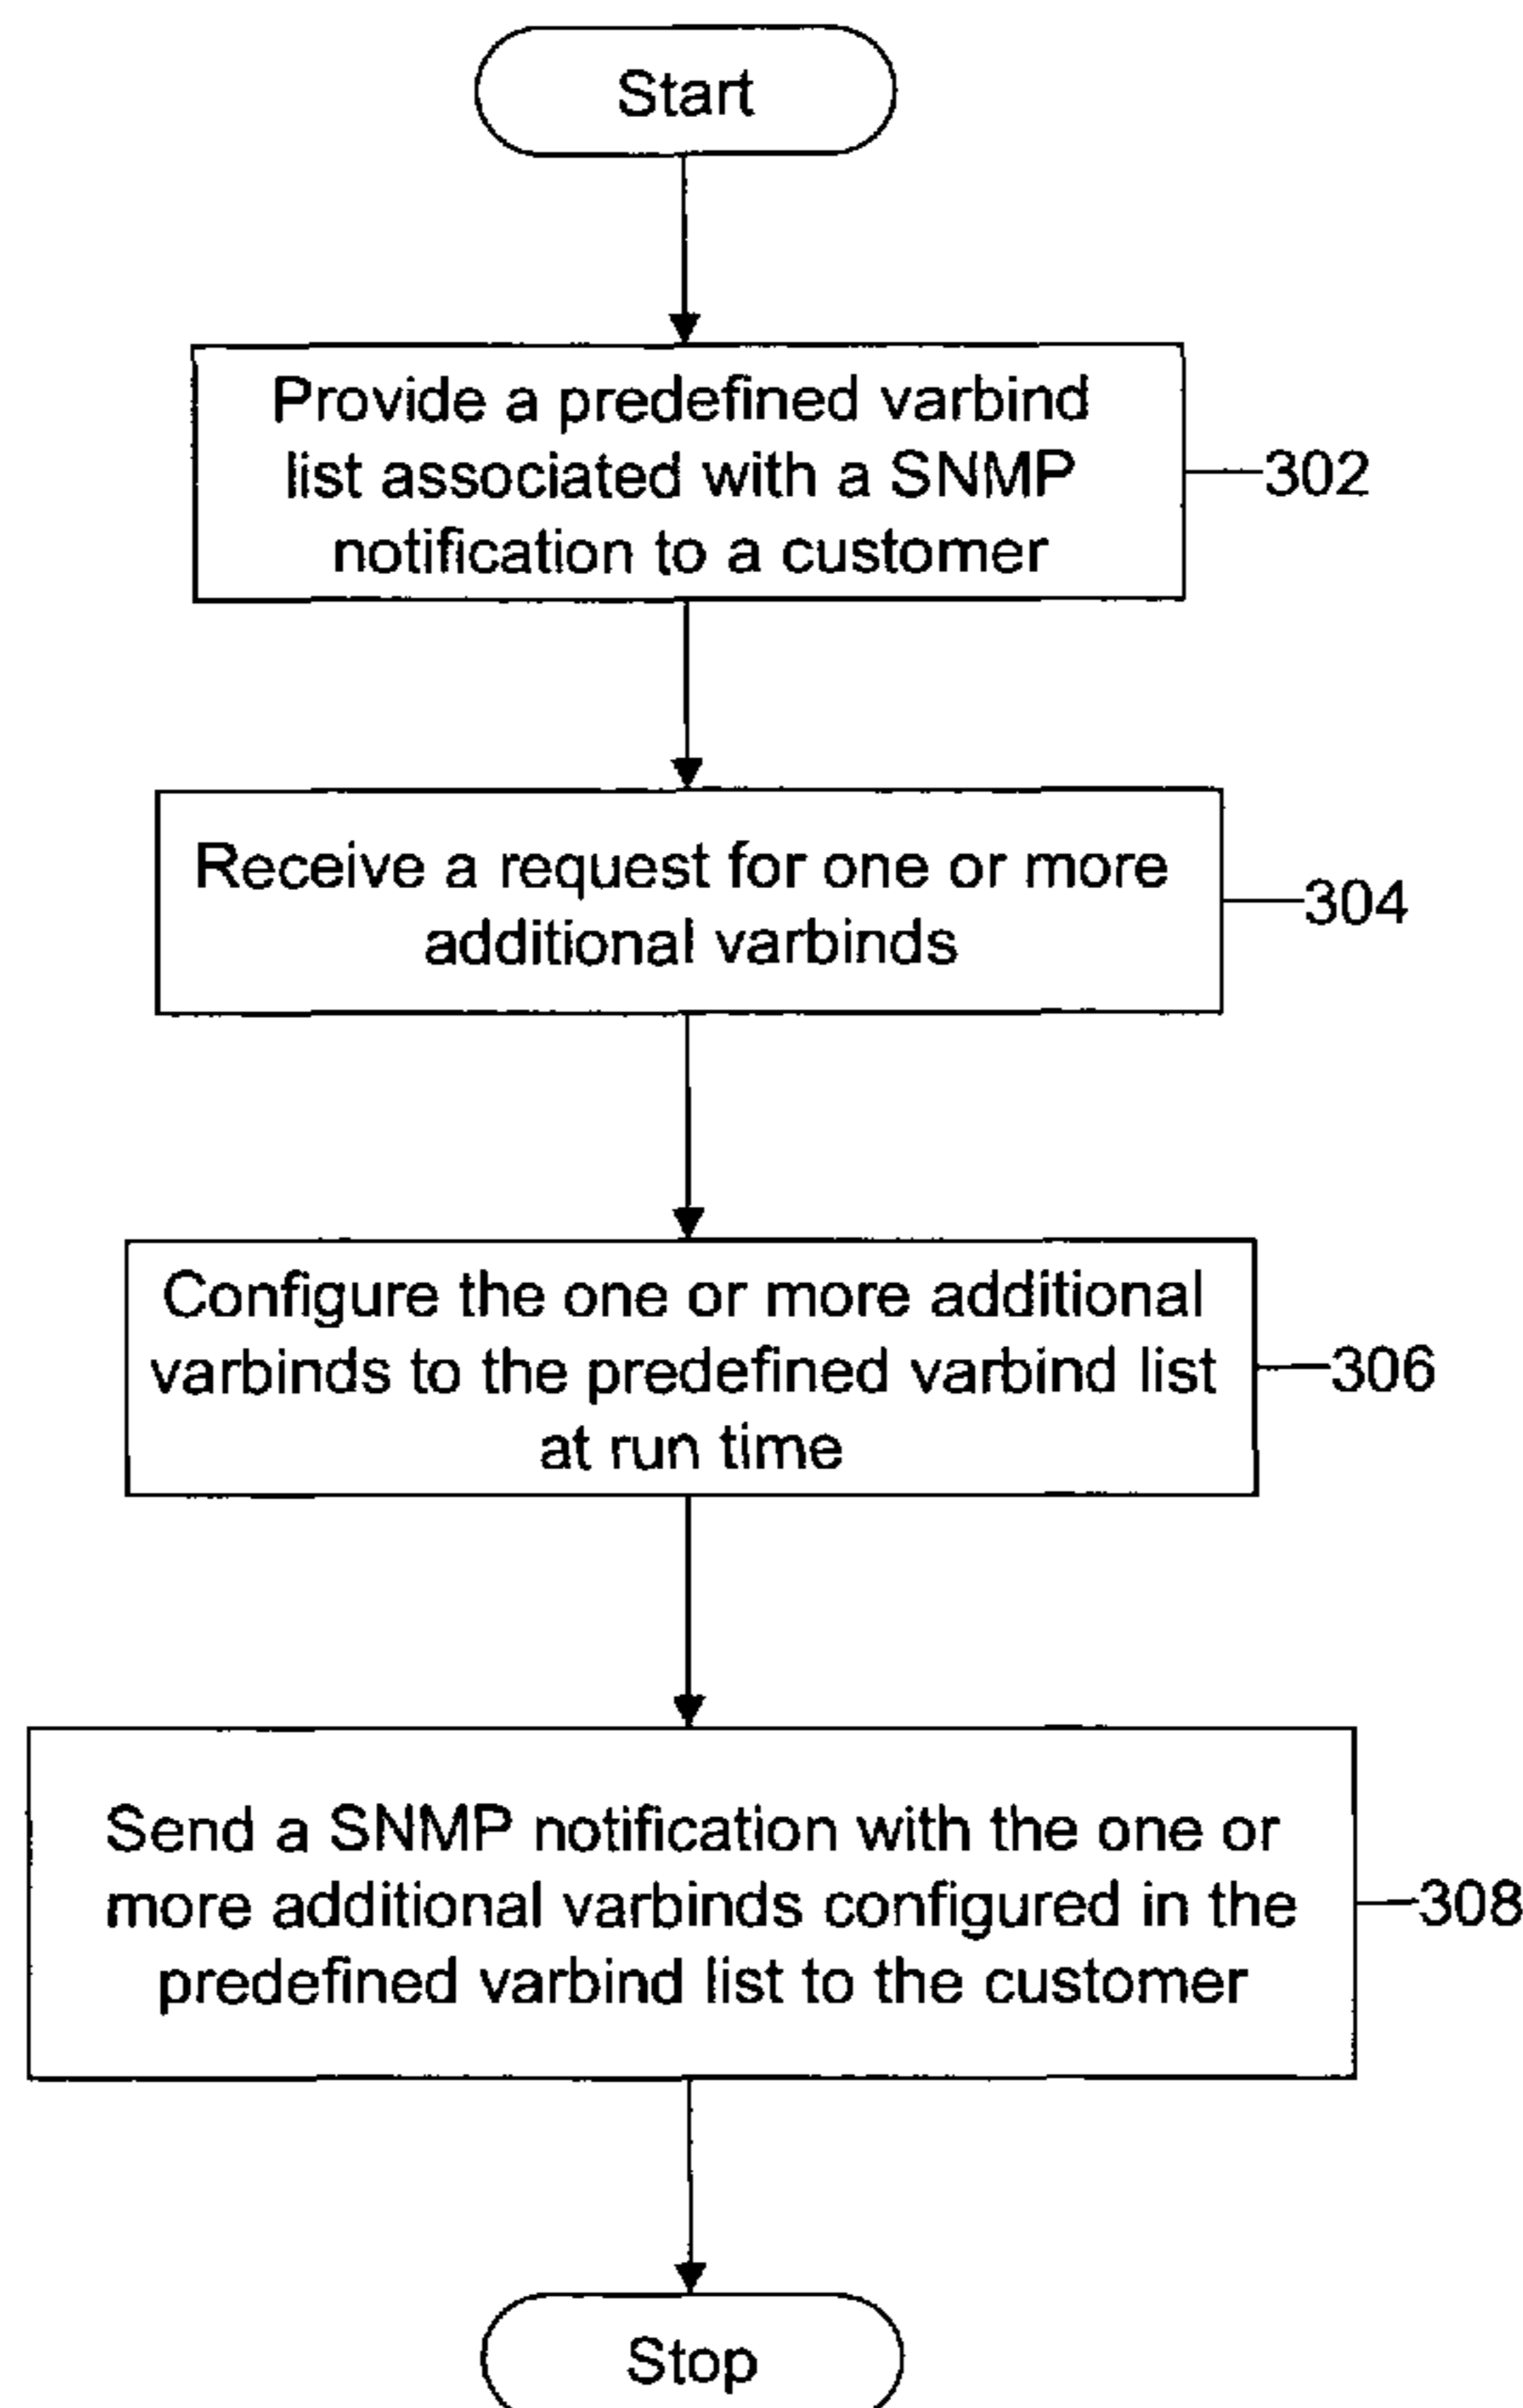 Start
Provide a predefined varbind
list associated with a SNMP
notification to a customer
302
Receive a request for one or more
additional varbinds
304
Configure the one or more additional
varbinds to the predefined varbind list
at run time
306
Send a SNMP notification with the one or
more additional varbinds configured in the
predefined varbind list to the customer
308
Stop